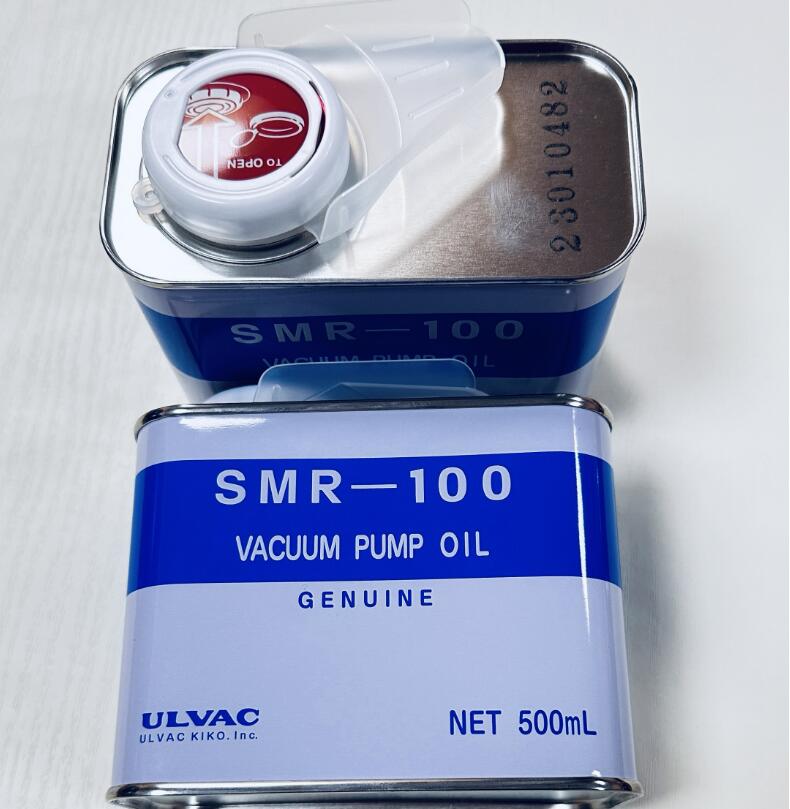 TO OPEN
23010482
SMR—100
VACUUM PUMP OIL
SMR—100
VACUUM PUMP OIL
GENUINE
ULVAC
ULVAC KIKO. Inc.
NET 500mL